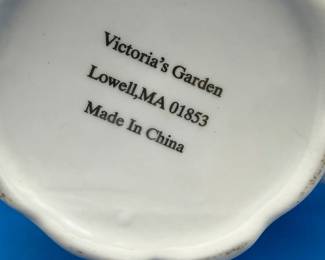 Victoria's Garden
Lowell,MA 01853
Made In China